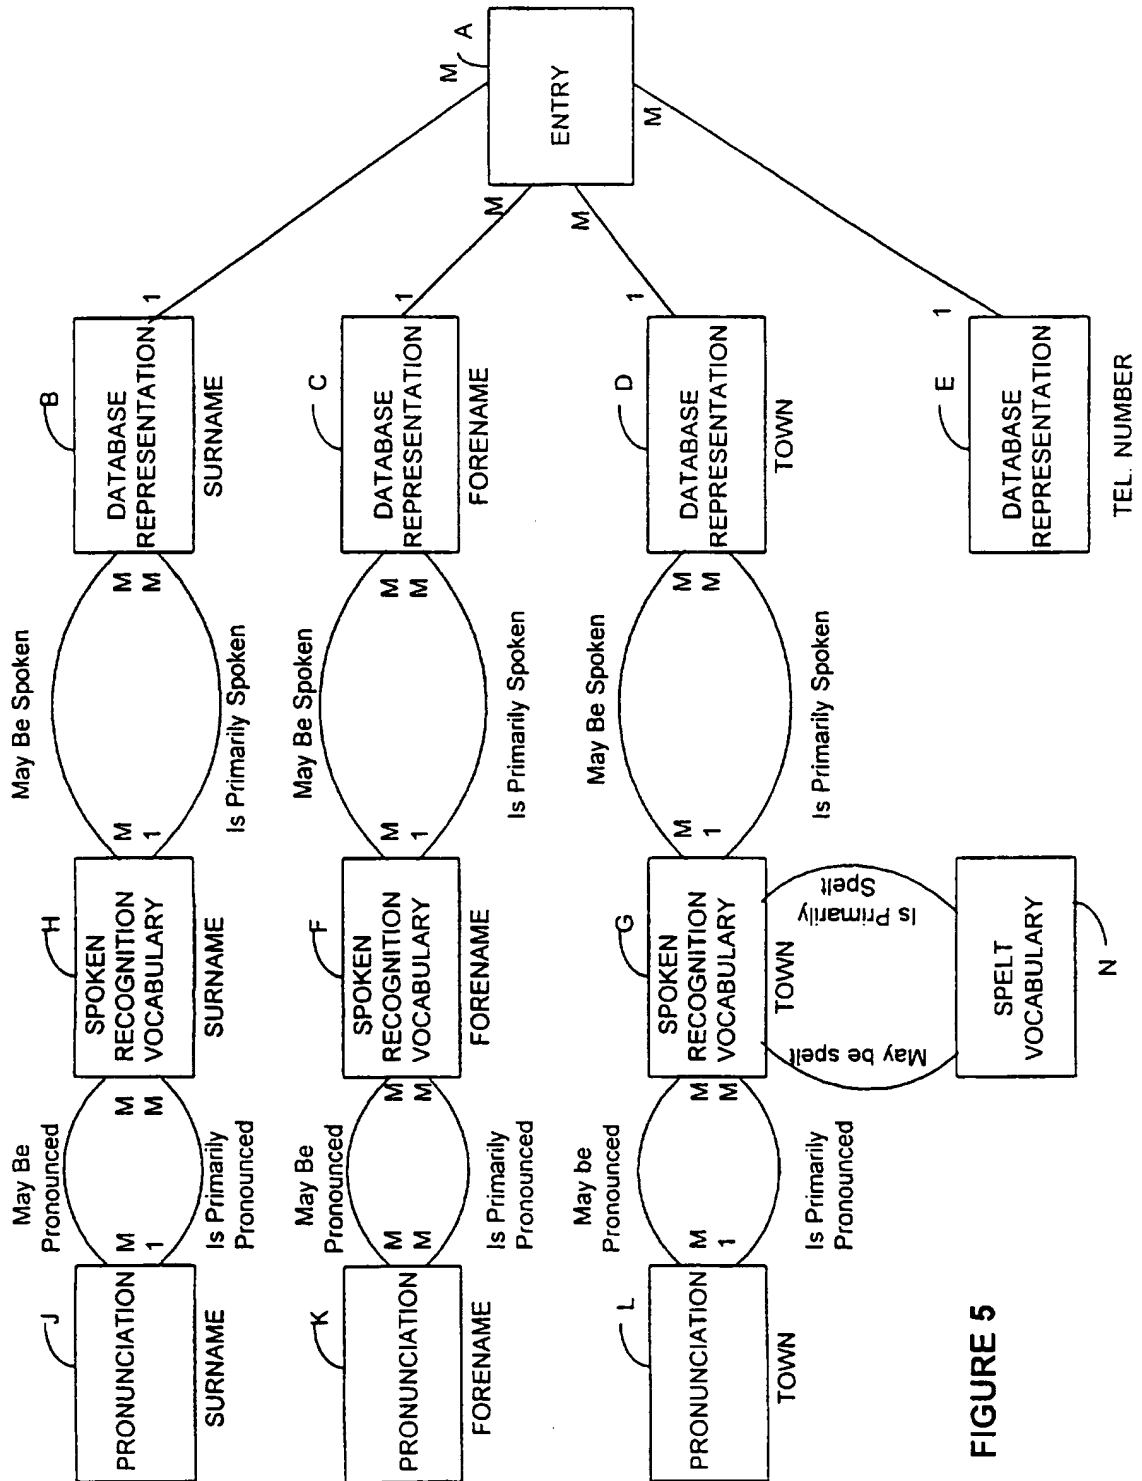 J
PRONUNCIATION
SURNAME
May Be
Pronounced
M
M
1
M
Is Primarily
Pronounced
H
SPOKEN
RECOGNITION
VOCABULARY
SURNAME
May Be Spoken
M
M
1
M
Is Primarily Spoken
B
DATABASE
REPRESENTATION
SURNAME
1
K
PRONUNCIATION
FORENAME
May Be
Pronounced
M
M
M
M
Is Primarily
Pronounced
F
SPOKEN
RECOGNITION
VOCABULARY
FORENAME
May Be Spoken
M
M
1
M
Is Primarily Spoken
C
DATABASE
REPRESENTATION
FORENAME
1
M
A
ENTRY
M
M
M
L
PRONUNCIATION
TOWN
May be
Pronounced
M
M
1
M
Is Primarily
Pronounced
G
SPOKEN
RECOGNITION
VOCABULARY
TOWN
May Be Spoken
M
M
1
M
Is Primarily Spoken
D
DATABASE
REPRESENTATION
TOWN
1
May be spelt
Is Primarily
Spelt
SPELT
VOCABULARY
N
E
1
DATABASE
REPRESENTATION
TEL. NUMBER
FIGURE 5